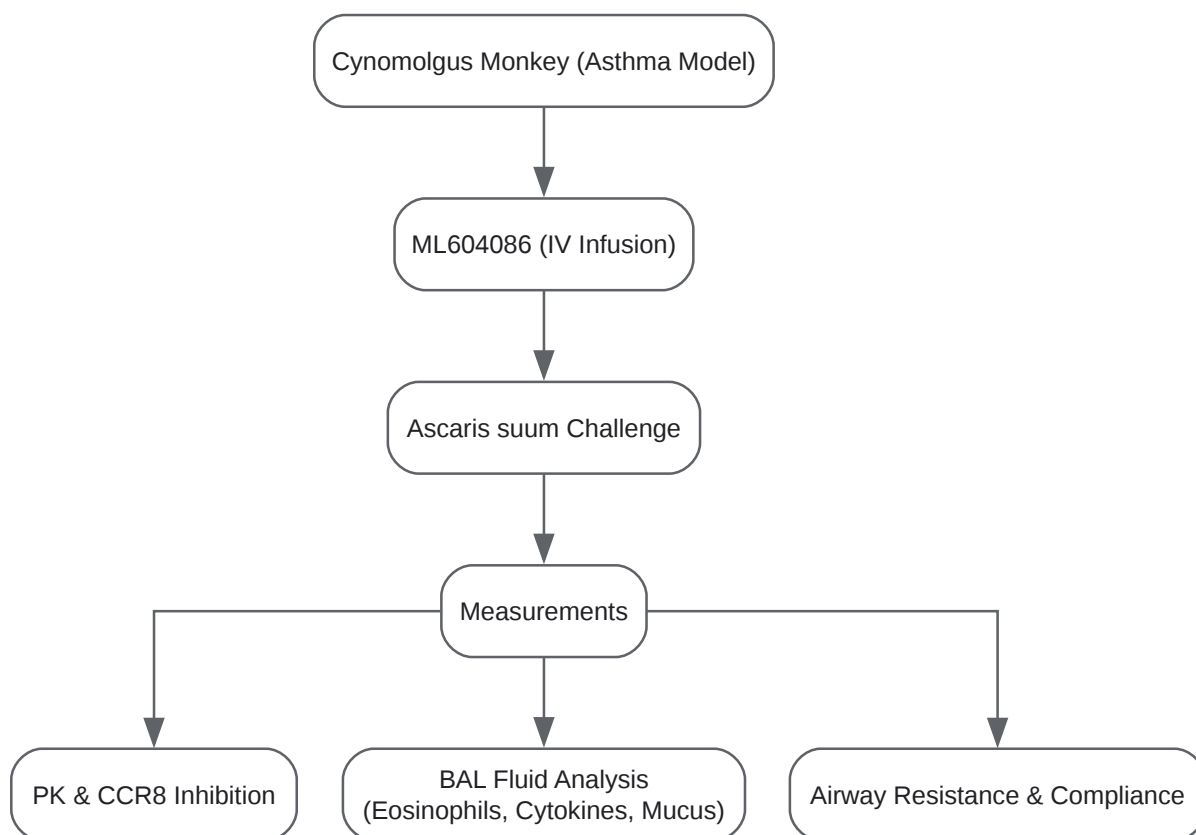 Cynomolgus Monkey (Asthma Model)
ML604086 (IV Infusion)
Ascaris suum Challenge
Measurements
PK & CCR8 Inhibition
BAL Fluid Analysis
(Eosinophils, Cytokines, Mucus)
Airway Resistance & Compliance